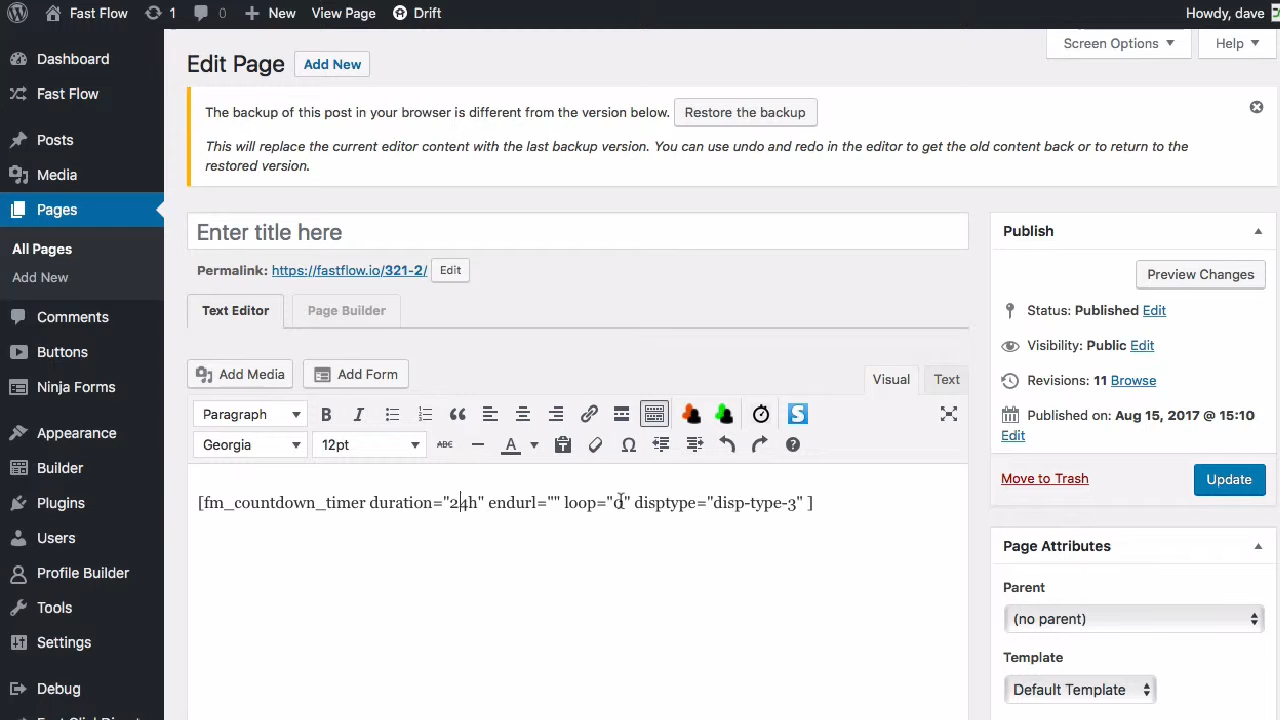 Fast Flow 1 0 New View Page Drift Howdy, dave
Screen Options Help
Dashboard
Fast Flow
Posts
Media
Pages
All Pages
Add New
Comments
Buttons
Ninja Forms
Appearance
Builder
Plugins
Users
Profile Builder
Tools
Settings
Debug
Edit Page Add New
The backup of this post in your browser is different from the version below. Restore the backup
This will replace the current editor content with the last backup version. You can use undo and redo in the editor to get the old content back or to return to the
restored version.
Enter title here
Permalink: https://fastflow.io/321-2/ Edit
Text Editor Page Builder
Add Media Add Form
Visual Text
Paragraph B I
Georgia 12pt ABC A Ω
[fm_countdown_timer duration="24h" endurl="" loop="0" disptype="disp-type-3" ]
Publish
Preview Changes
Status: Published Edit
Visibility: Public Edit
Revisions: 11 Browse
Published on: Aug 15, 2017 @ 15:10
Edit
Move to Trash Update
Page Attributes
Parent
(no parent)
Template
Default Template